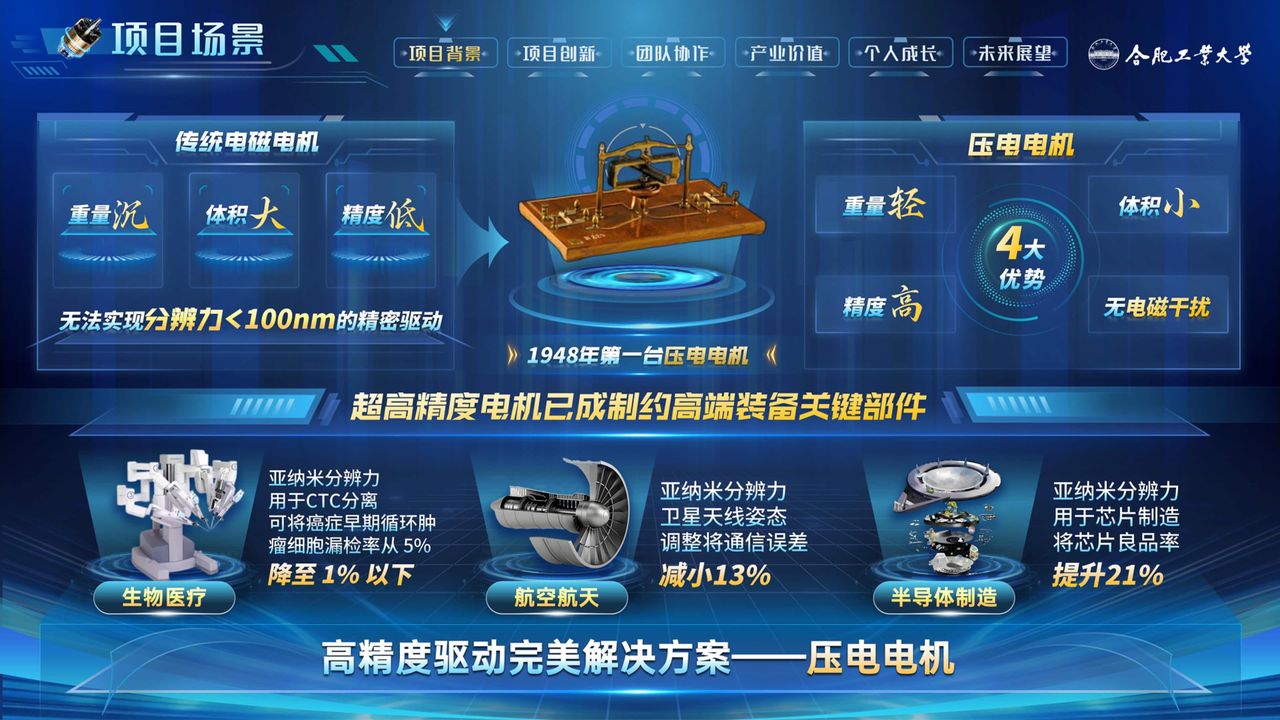 项目场景
项目背景
项目创新
团队协作
产业价值
个人成长
未来展望
合肥工业大学
传统电磁电机
重量沉
体积大
精度低
无法实现分辨力<100nm的精密驱动
1948年第一台压电电机
压电电机
重量轻
体积小
4大
优势
精度高
无电磁干扰
超高精度电机已成制约高端装备关键部件
亚纳米分辨力
用于CTC分离
可将癌症早期循环肿
瘤细胞漏检率从 5%
降至 1% 以下
生物医疗
亚纳米分辨力
卫星天线姿态
调整将通信误差
减小13%
航空航天
亚纳米分辨力
用于芯片制造
将芯片良品率
提升21%
半导体制造
高精度驱动完美解决方案——压电电机